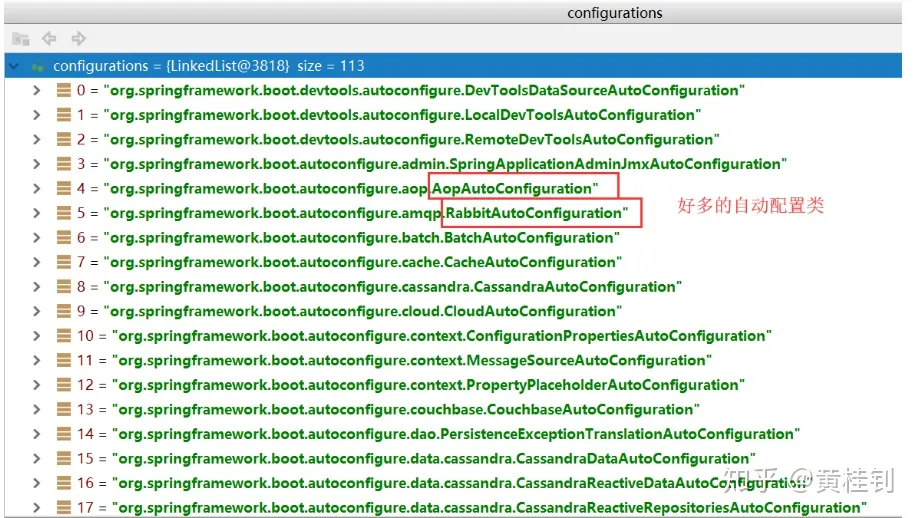 configurations
configurations = {LinkedList@3818} size = 113
0 = "org.springframework.boot.devtools.autoconfigure.DevToolsDataSourceAutoConfiguration"
1 = "org.springframework.boot.devtools.autoconfigure.LocalDevToolsAutoConfiguration"
2 = "org.springframework.boot.devtools.autoconfigure.RemoteDevToolsAutoConfiguration"
3 = "org.springframework.boot.autoconfigure.admin.SpringApplicationAdminJmxAutoConfiguration"
4 = "org.springframework.boot.autoconfigure.aop.AopAutoConfiguration"
5 = "org.springframework.boot.autoconfigure.amqp.RabbitAutoConfiguration"
好多的自动配置类
6 = "org.springframework.boot.autoconfigure.batch.BatchAutoConfiguration"
7 = "org.springframework.boot.autoconfigure.cache.CacheAutoConfiguration"
8 = "org.springframework.boot.autoconfigure.cassandra.CassandraAutoConfiguration"
9 = "org.springframework.boot.autoconfigure.cloud.CloudAutoConfiguration"
10 = "org.springframework.boot.autoconfigure.context.ConfigurationPropertiesAutoConfiguration"
11 = "org.springframework.boot.autoconfigure.context.MessageSourceAutoConfiguration"
12 = "org.springframework.boot.autoconfigure.context.PropertyPlaceholderAutoConfiguration"
13 = "org.springframework.boot.autoconfigure.couchbase.CouchbaseAutoConfiguration"
14 = "org.springframework.boot.autoconfigure.dao.PersistenceExceptionTranslationAutoConfiguration"
15 = "org.springframework.boot.autoconfigure.data.cassandra.CassandraDataAutoConfiguration"
16 = "org.springframework.boot.autoconfigure.data.cassandra.CassandraReactiveDataAutoConfiguration"
17 = "org.springframework.boot.autoconfigure.data.cassandra.CassandraReactiveRepositoriesAutoConfiguration"
知乎 @黄桂钊